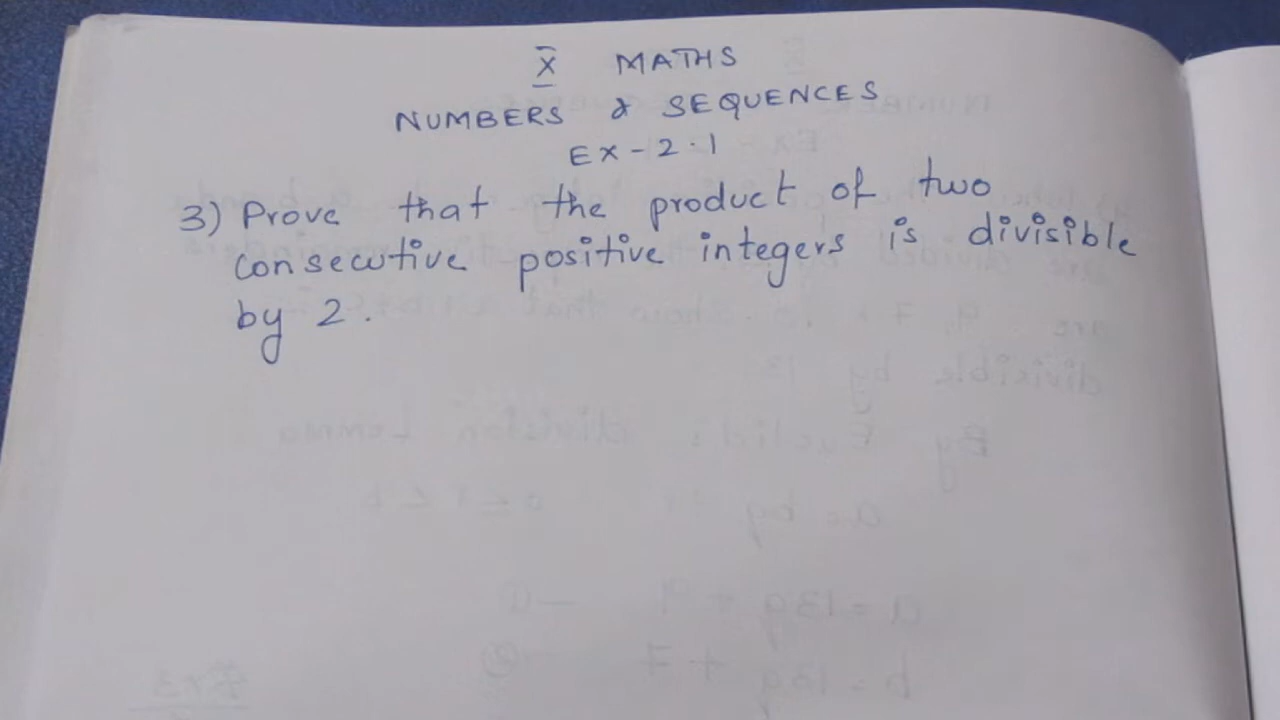 X MATHS
NUMBERS & SEQUENCES
EX-2.1
3) Prove that the product of two
consecutive positive integers is divisible
by 2.